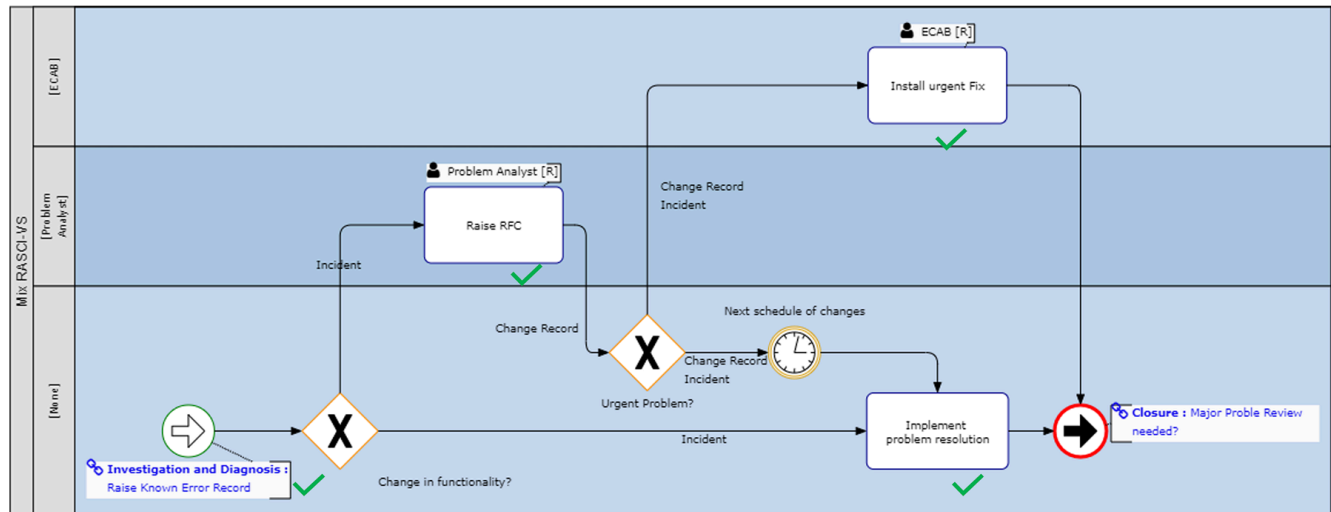 Mix RASCI-VS
[ECAB]
ECAB [R]
Install urgent Fix
[Problem
Analyst]
Problem Analyst [R]
Raise RFC
Change Record
Incident
Incident
[None]
Next schedule of changes
Change Record
X
Change Record
Incident
Urgent Problem?
X
Incident
Implement
problem resolution
Closure : Major Proble Review
needed?
Investigation and Diagnosis :
Raise Known Error Record
Change in functionality?